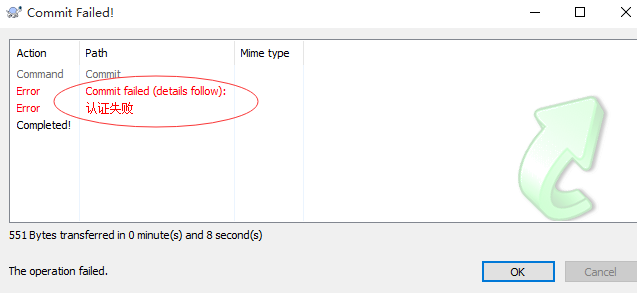 Commit Failed!
Action Path Mime type
Command Commit
Error Commit failed (details follow):
Error 认证失败
Completed!
551 Bytes transferred in 0 minute(s) and 8 second(s)
The operation failed.
OK Cancel